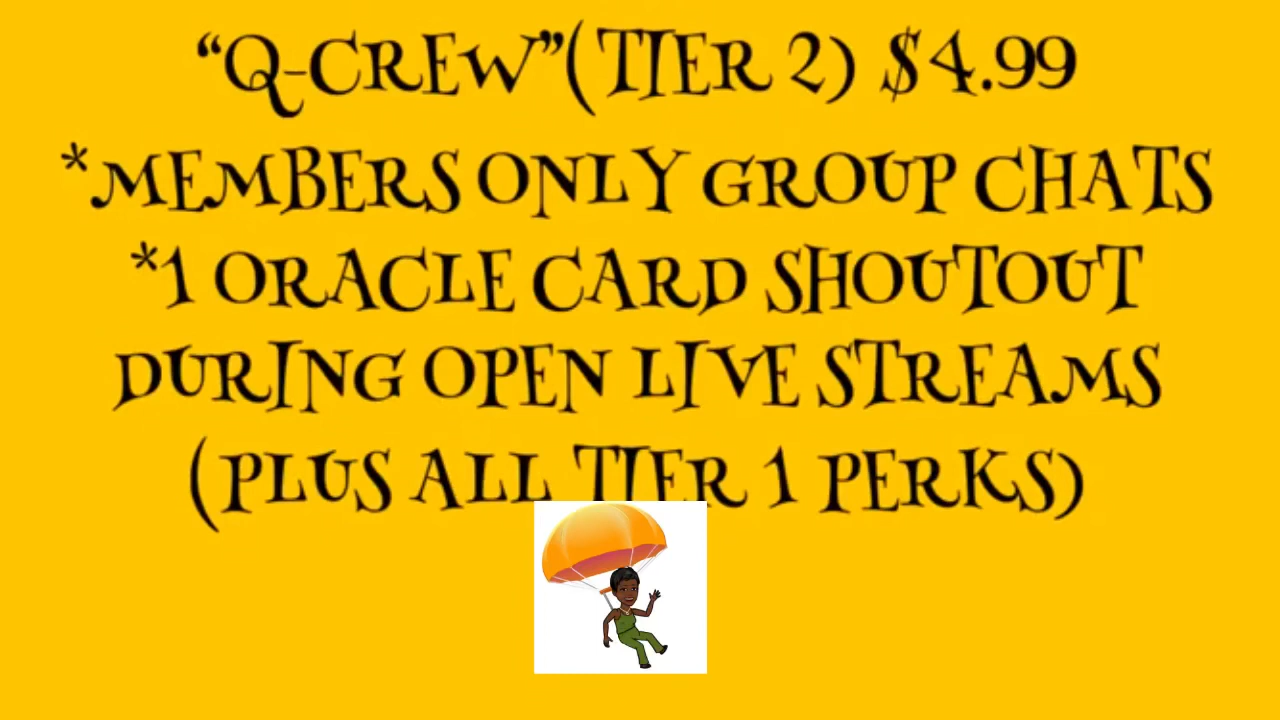 “Q-CREW”(TIER 2) $4.99
*MEMBERS ONLY GROUP CHATS
*1 ORACLE CARD SHOUTOUT
DURING OPEN LIVE STREAMS
(PLUS ALL TIER 1 PERKS)